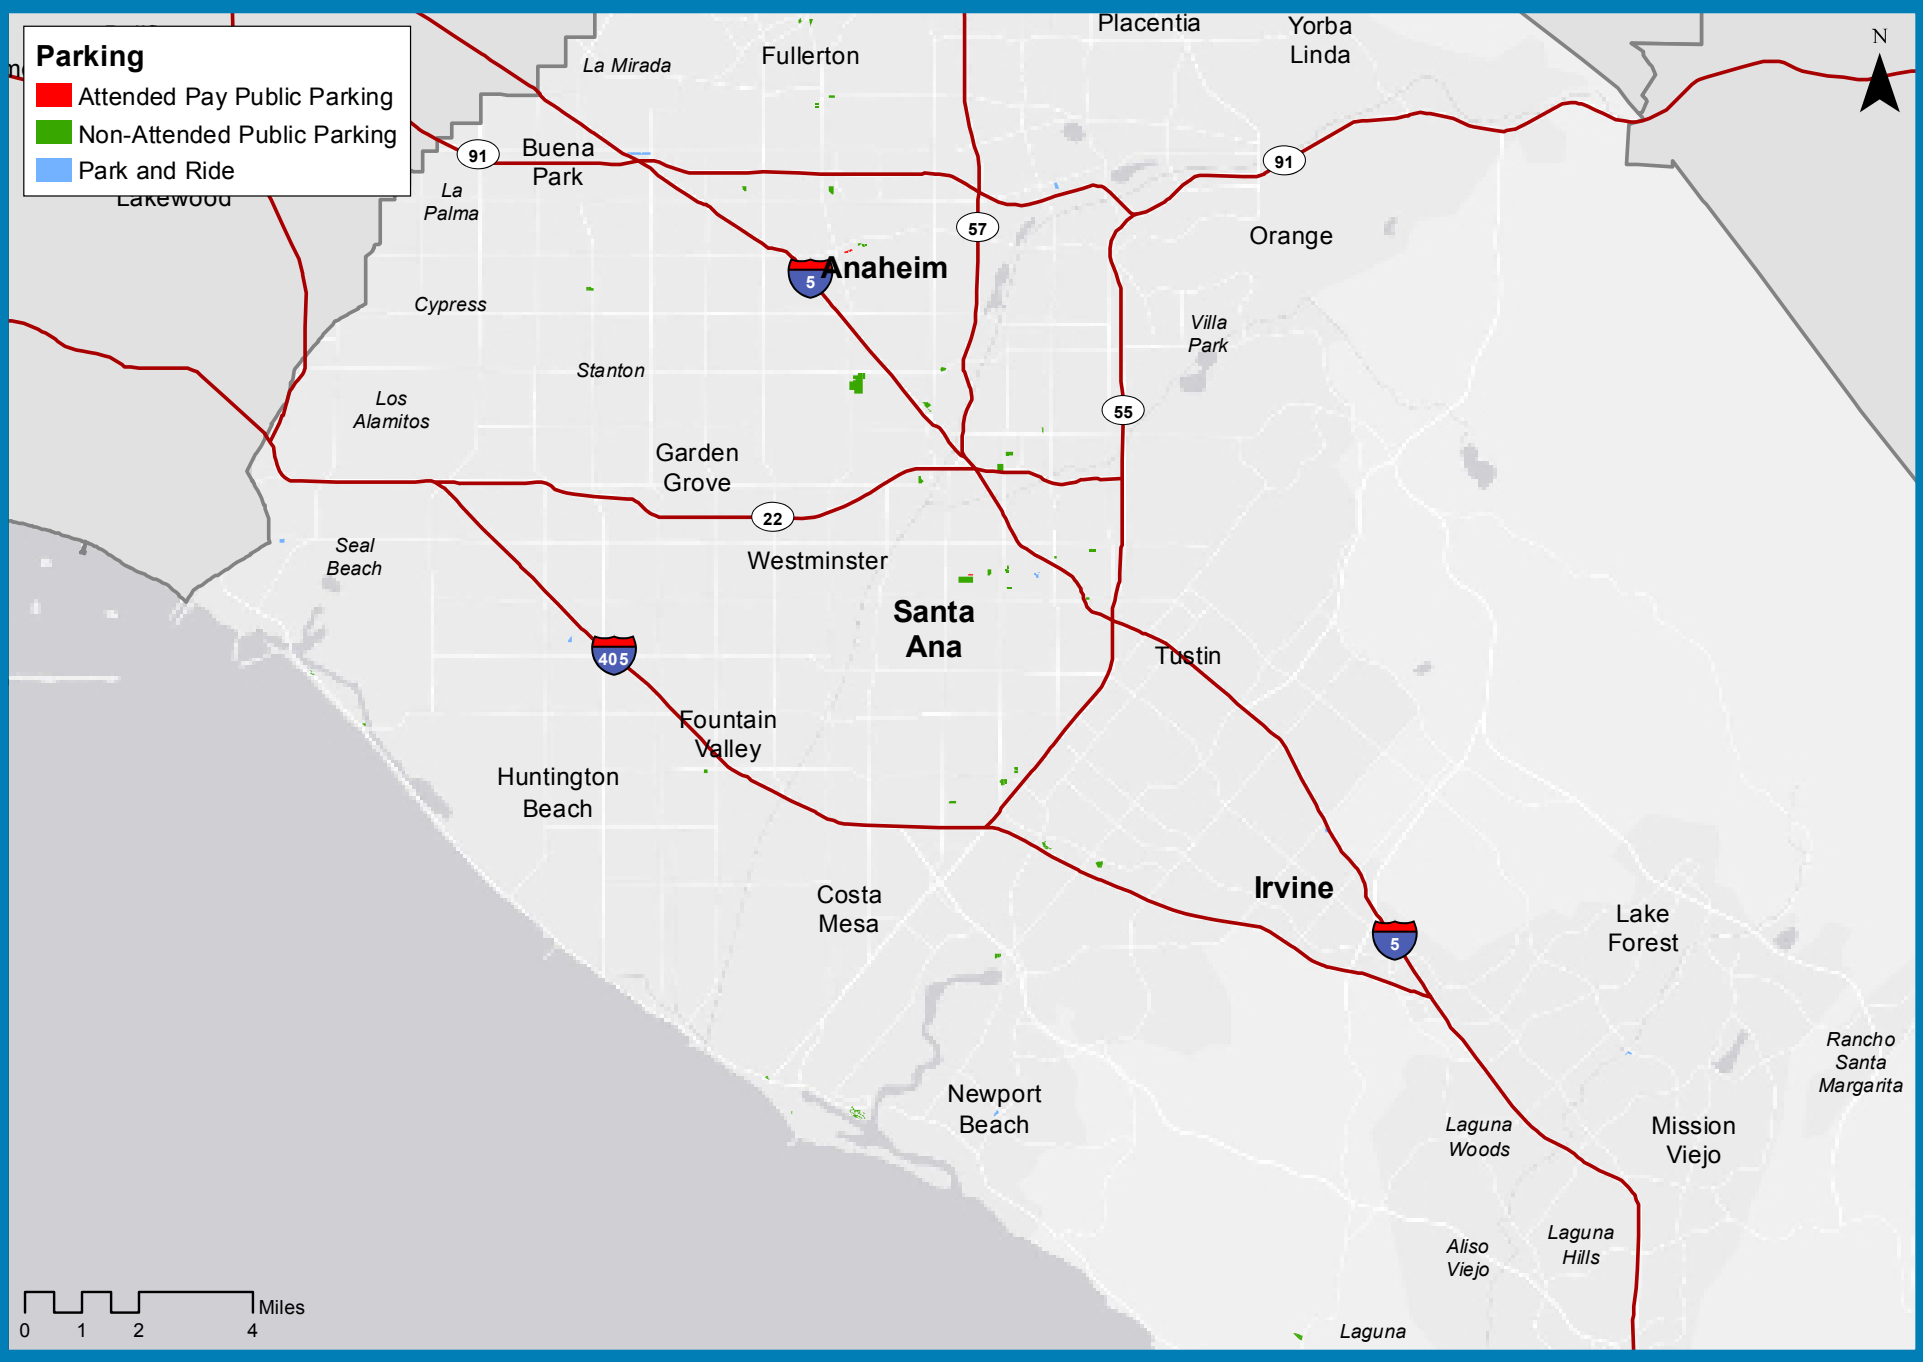 Parking
Attended Pay Public Parking
Non-Attended Public Parking
Park and Ride
Lakewood
N
Placentia
Yorba
Linda
Fullerton
La Mirada
Buena
Park
91
91
La
Palma
57
Orange
Anaheim
5
Cypress
Villa
Park
Stanton
Los
Alamitos
55
Garden
Grove
22
Seal
Beach
Westminster
Santa
Ana
405
Tustin
Fountain
Valley
Huntington
Beach
Costa
Mesa
Irvine
5
Lake
Forest
Rancho
Santa
Margarita
Newport
Beach
Laguna
Woods
Mission
Viejo
Aliso
Viejo
Laguna
Hills
Laguna
Miles
0 1 2 4